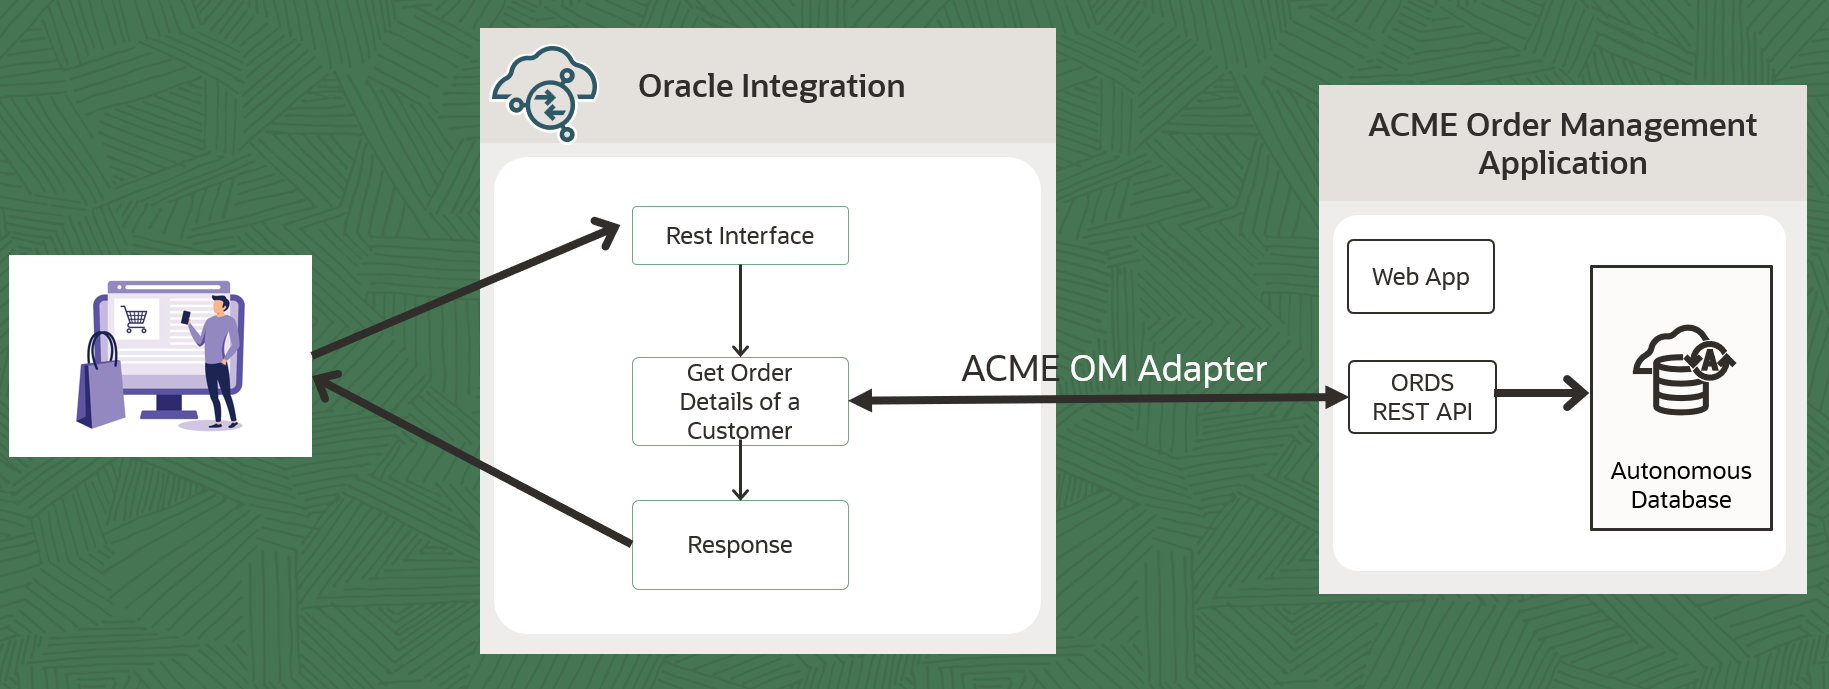 Oracle Integration
Rest Interface
Get Order
Details of a
Customer
Response
ACME OM Adapter
ACME Order Management
Application
Web App
ORDS
REST API
A
Autonomous
Database